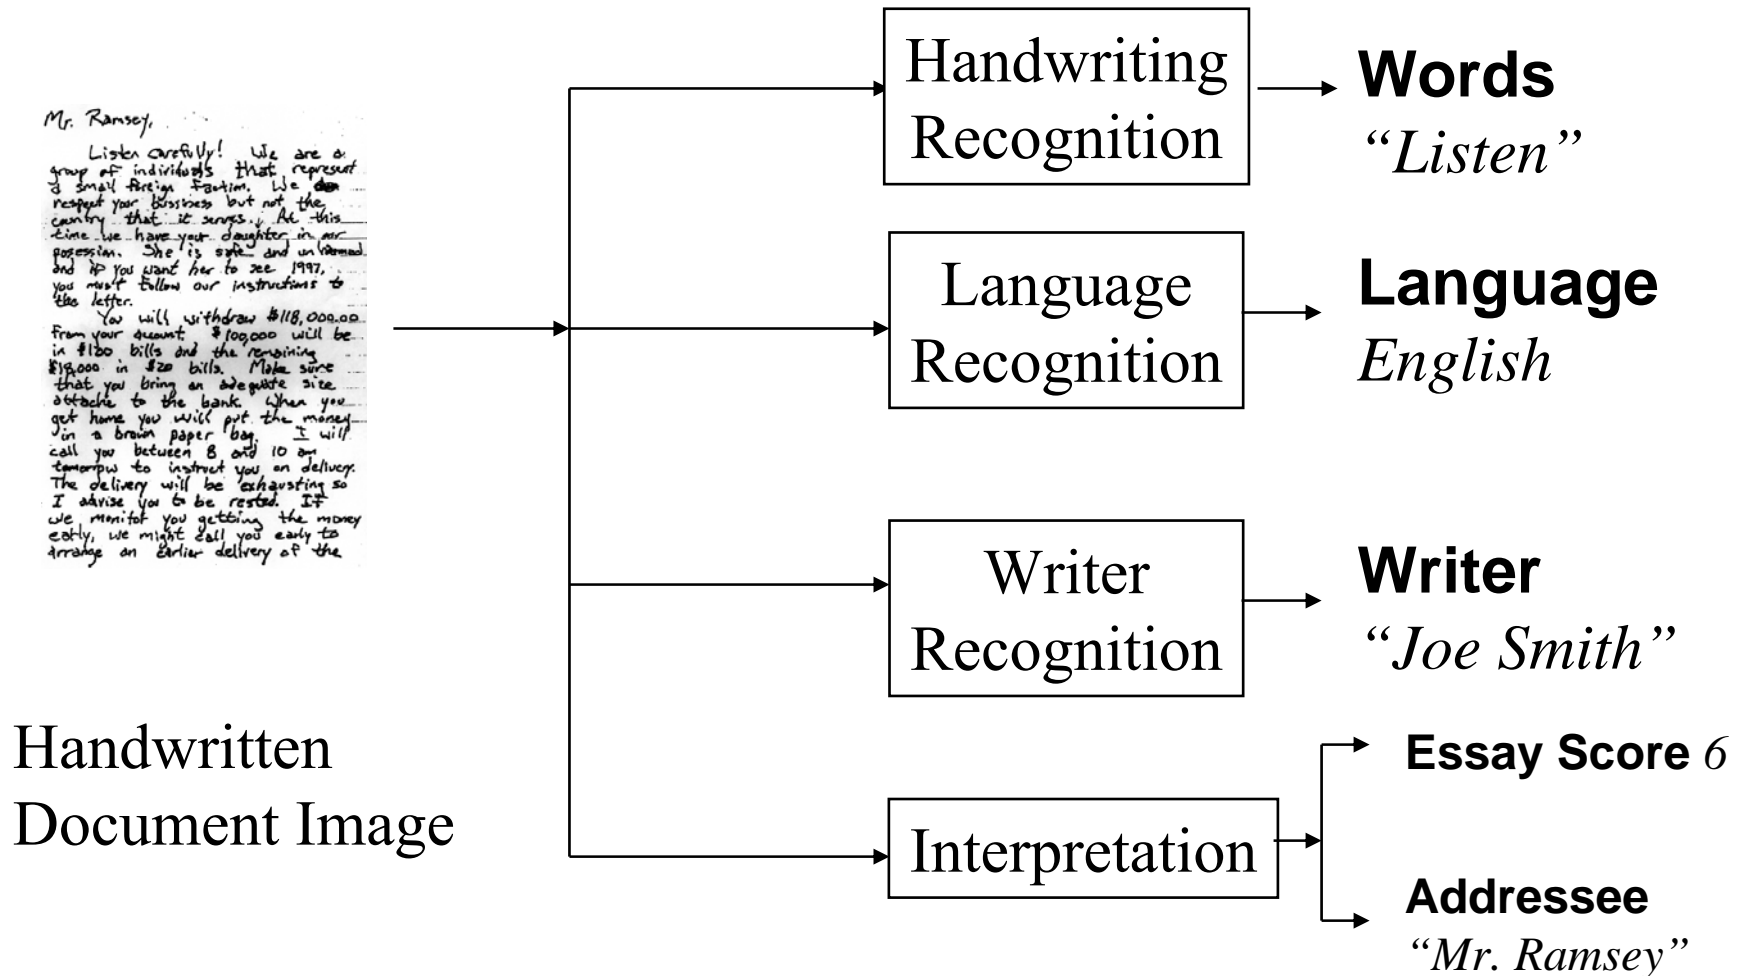 Mr. Ramsey,
Listen carefully! We are a
group of individuals that represent
a small foreign faction. We
respect your bussiness but not the
country that it serves. At this
time we have your daughter in our
posession. She is safe and unharmed
and if you want her to see 1997,
you must follow our instructions to
the letter.
You will withdraw $118,000.00
from your account. $100,000 will be
in $100 bills and the remaining
$18,000 in $20 bills. Make sure
that you bring an adequate size
attache to the bank. When you
get home you will put the money
in a brown paper bag. I will
call you between 8 and 10 am
tomorrow to instruct you on delivery.
The delivery will be exhausting so
I advise you to be rested. If
we monitor you getting the money
early, we might call you early to
arrange an earlier delivery of the
Handwritten
Document Image
Handwriting
Recognition
Words
“Listen”
Language
Recognition
Language
English
Writer
Recognition
Writer
“Joe Smith”
Interpretation
Essay Score 6
Addressee
“Mr. Ramsey”